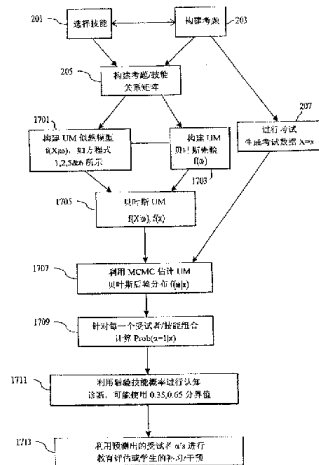 201
选择技能
构建考题
203
205
构建考题/技能
关系矩阵
1701
构建 UM 似然模型
f(X|ω), 如方程式
1,2,5&6 所示
构建 UM
贝叶斯先验
f(ω)
1703
207
进行考试
生成考试数据 X=x
1705
贝叶斯 UM
f(X|ω), f(ω)
1707
利用 MCMC 估计 UM
贝叶斯后验分布 f(ω|x)
1709
针对每一个受试者/技能组合
计算 Prob(α=1|x)
1711
利用后验技能概率进行认知
诊断, 可能使用 0.35,0.65 分界值
1713
利用预测出的受试者 α's 进行
教育评估或学生的补习/干预